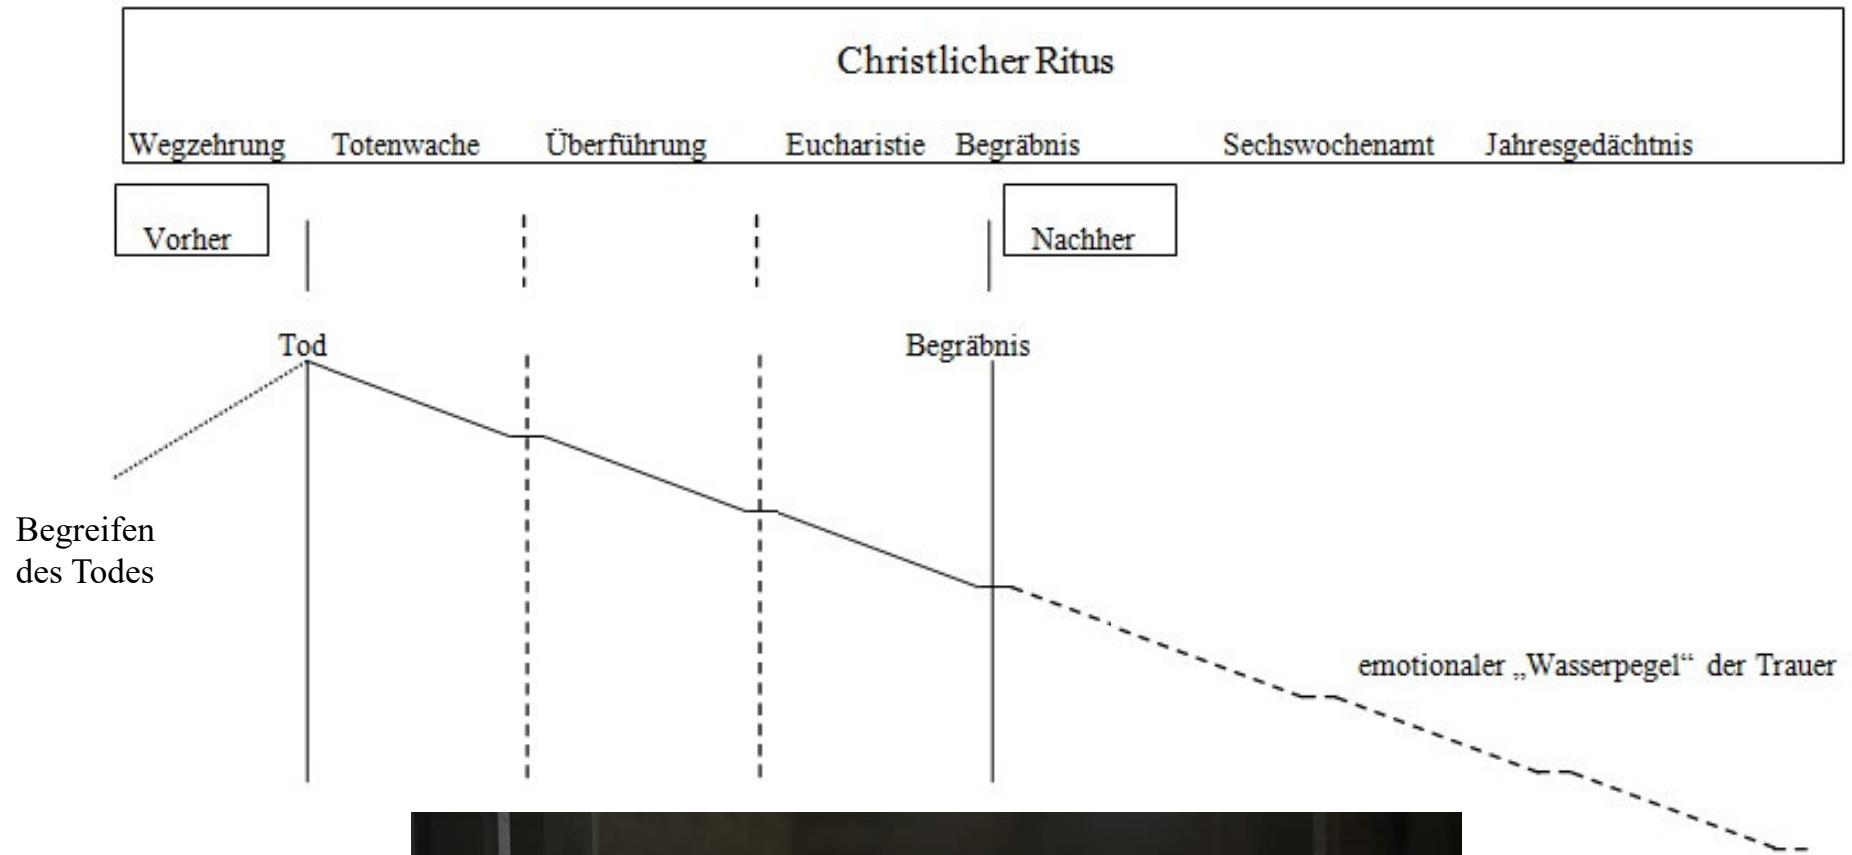 Christlicher Ritus
Wegzehrung Totenwache Überführung Eucharistie Begräbnis Sechswochenamt Jahresgedächtnis
Vorher Nachher
Tod Begräbnis
Begreifen
des Todes
emotionaler „Wasserpegel“ der Trauer